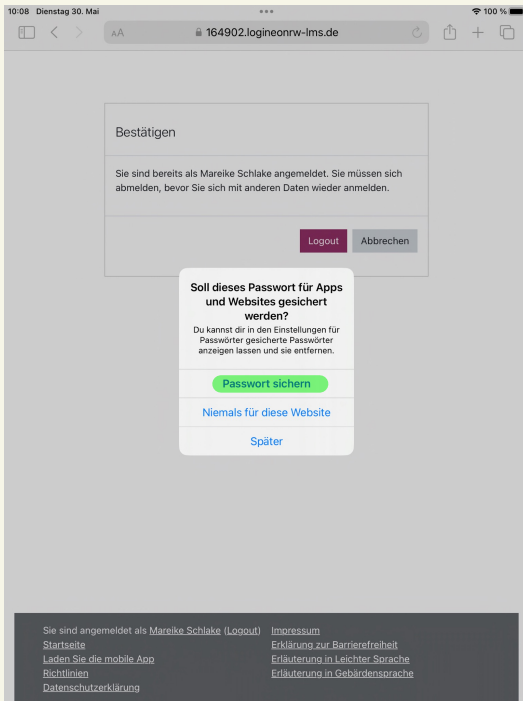 10:08 Dienstag 30. Mai
100 %
AA
164902.logineonrw-lms.de
Bestätigen
Sie sind bereits als Mareike Schlake angemeldet. Sie müssen sich
abmelden, bevor Sie sich mit anderen Daten wieder anmelden.
Logout
Abbrechen
Soll dieses Passwort für Apps
und Websites gesichert
werden?
Du kannst dir in den Einstellungen für
Passwörter gesicherte Passwörter
anzeigen lassen und sie entfernen.
Passwort sichern
Niemals für diese Website
Später
Sie sind angemeldet als Mareike Schlake (Logout)
Startseite
Laden Sie die mobile App
Richtlinien
Datenschutzerklärung
Impressum
Erklärung zur Barrierefreiheit
Erläuterung in Leichter Sprache
Erläuterung in Gebärdensprache